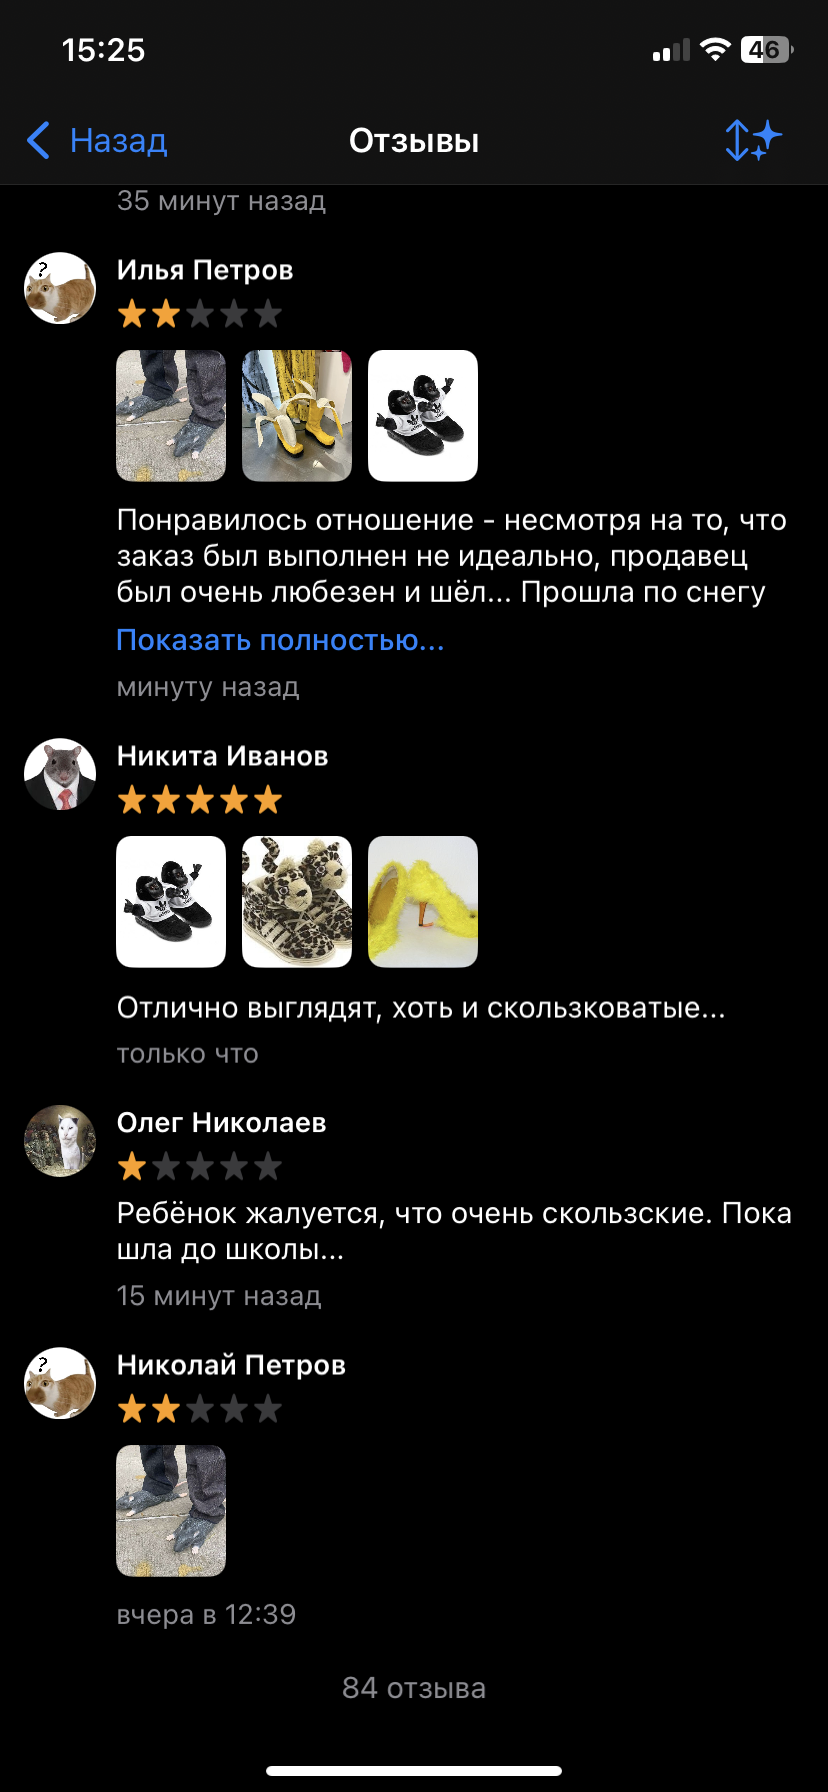 15:25
46
Назад
Отзывы
35 минут назад
?
Илья Петров
Понравилось отношение - несмотря на то, что
заказ был выполнен не идеально, продавец
был очень любезен и шёл... Прошла по снегу
Показать полностью...
минуту назад
Никита Иванов
Отлично выглядят, хоть и скользковатые...
только что
Олег Николаев
Ребёнок жалуется, что очень скользские. Пока
шла до школы...
15 минут назад
?
Николай Петров
вчера в 12:39
84 отзыва